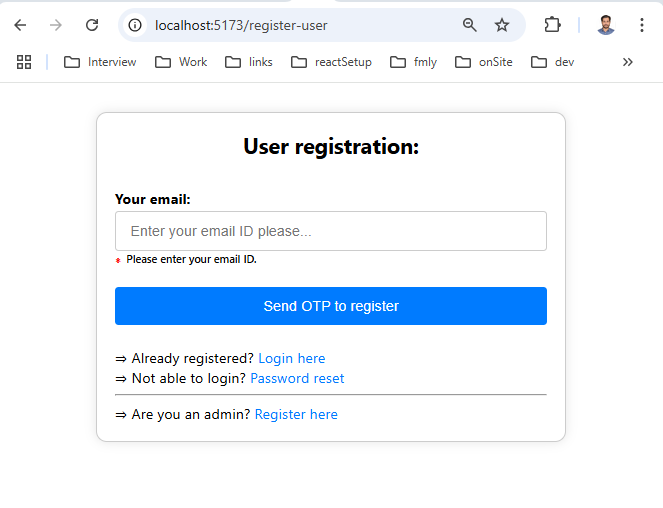 localhost:5173/register-user
Interview Work links reactSetup fmly onSite dev
User registration:
Your email:
Enter your email ID please...
* Please enter your email ID.
Send OTP to register
⇒ Already registered? Login here
⇒ Not able to login? Password reset
⇒ Are you an admin? Register here